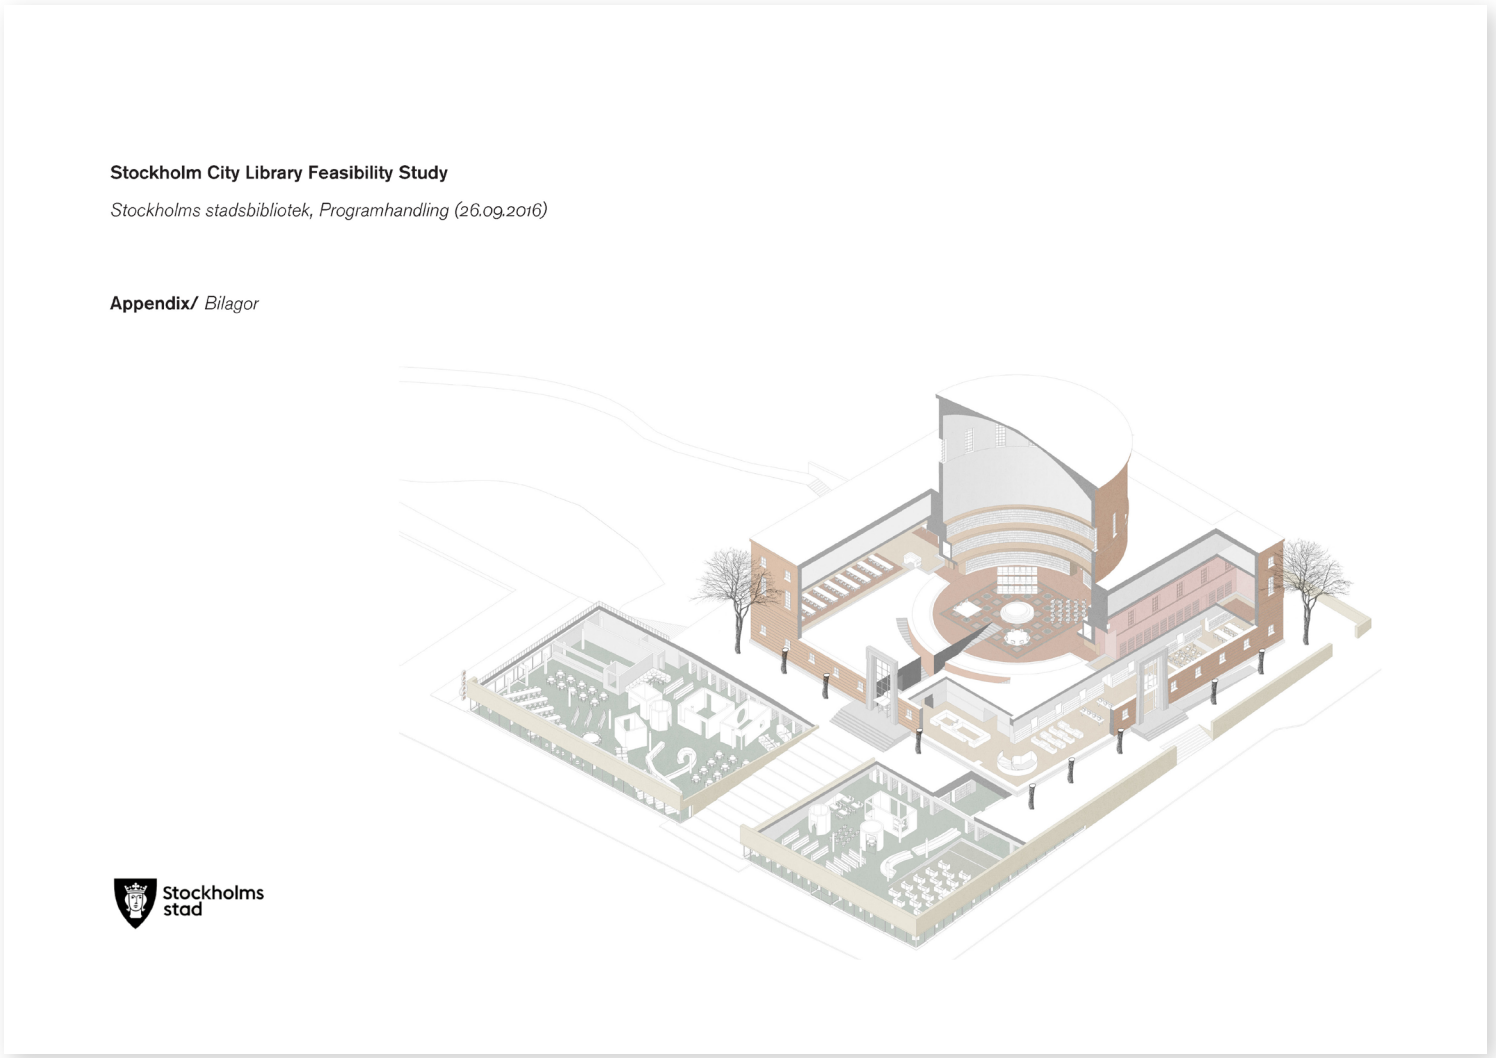 Stockholm City Library Feasibility Study
Stockholms stadsbibliotek, Programhandling (26.09.2016)
Appendix/ Bilagor
Stockholms
stad